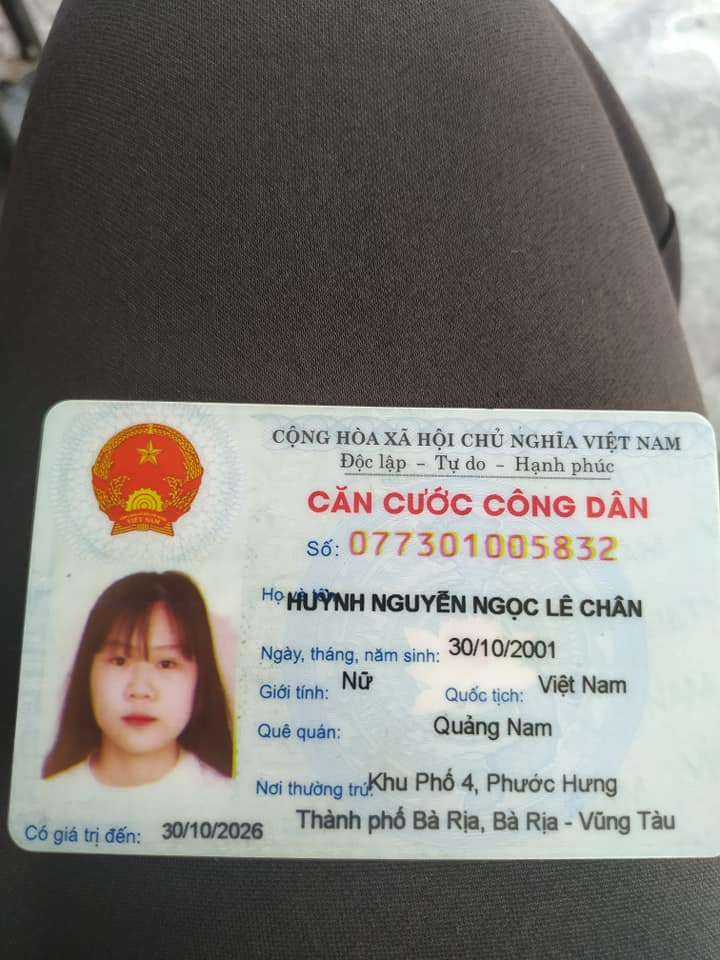 CỘNG HÒA XÃ HỘI CHỦ NGHĨA VIỆT NAM
Độc lập - Tự do - Hạnh phúc
CĂN CƯỚC CÔNG DÂN
Số: 077301005832
Họ và tên: HUỲNH NGUYỄN NGỌC LÊ CHÂN
Ngày, tháng, năm sinh: 30/10/2001
Giới tính: Nữ Quốc tịch: Việt Nam
Quê quán: Quảng Nam
Nơi thường trú: Khu Phố 4, Phước Hưng
Thành phố Bà Rịa, Bà Rịa - Vũng Tàu
Có giá trị đến: 30/10/2026
VIỆT NAM